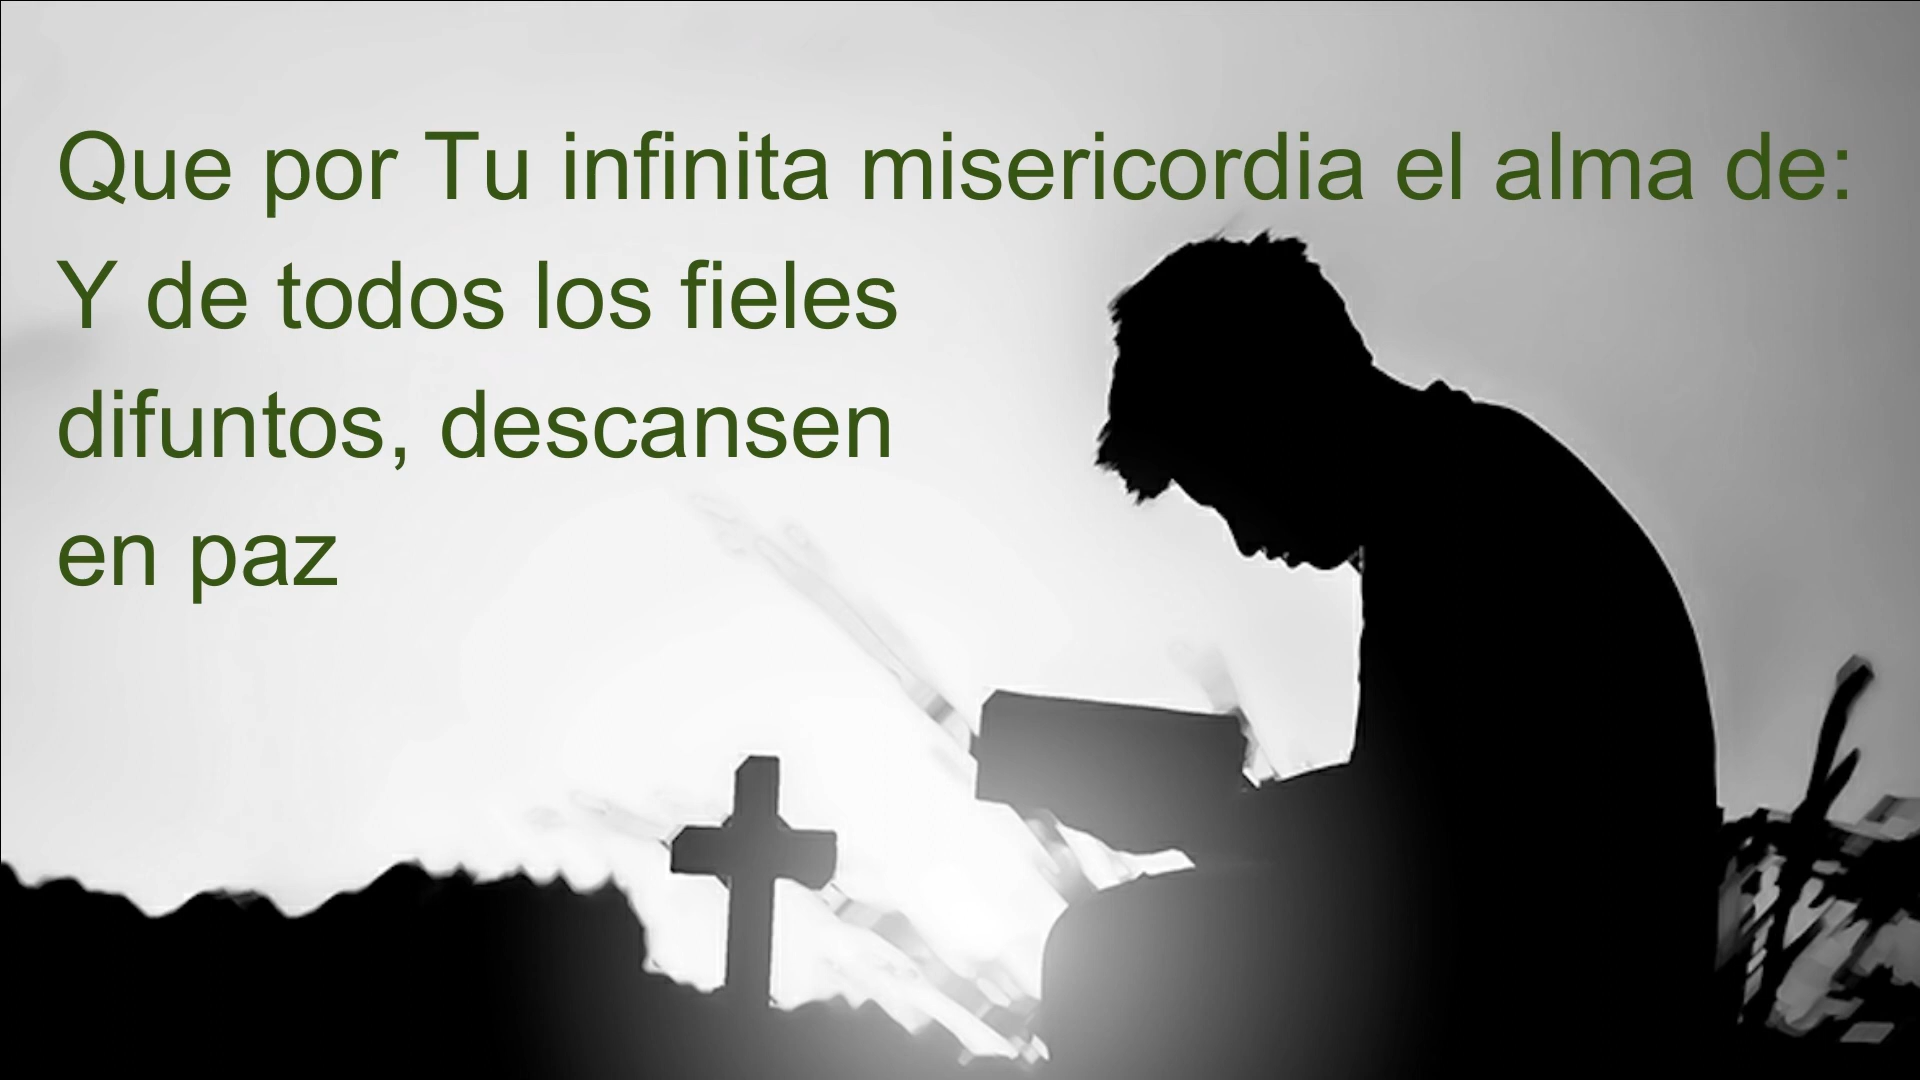 Que por Tu infinita misericordia el alma de:
Y de todos los fieles
difuntos, descansen
en paz